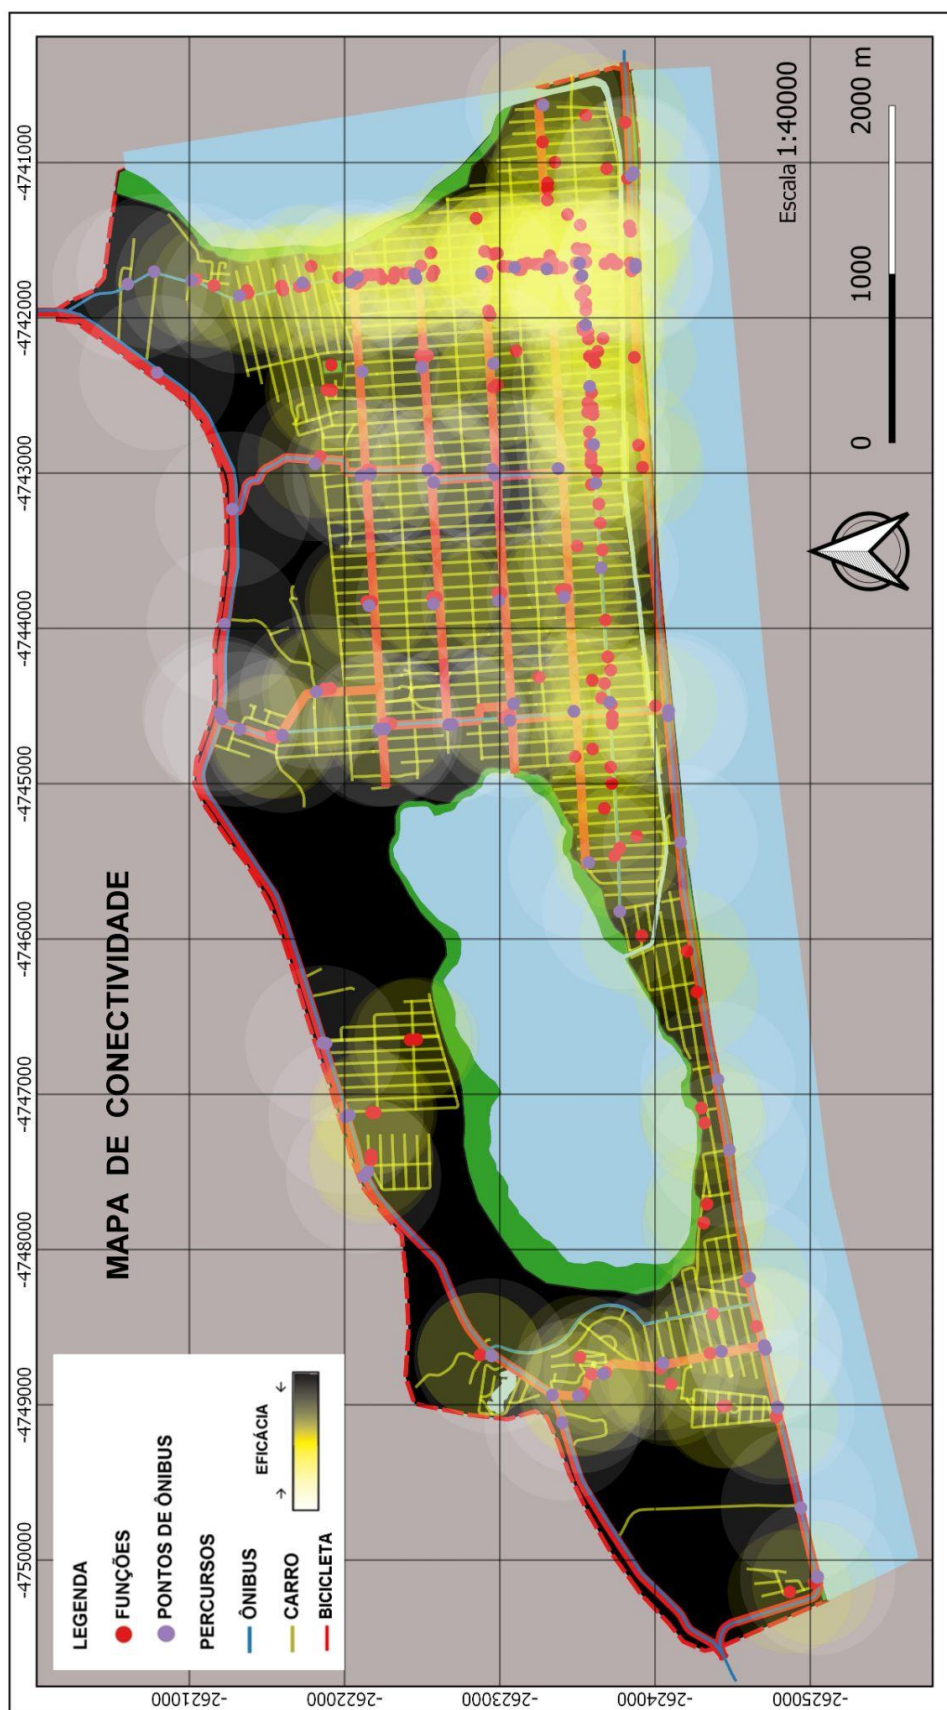 MAPA DE CONECTIVIDADE
-4750000
-4749000
-4748000
-4747000
-4746000
-4745000
-4744000
-4743000
-4742000
-4741000
-2621000
-2622000
-2623000
-2624000
-2625000
LEGENDA
FUNÇÕES
PONTOS DE ÔNIBUS
PERCURSOS
ÔNIBUS
CARRO
BICICLETA
EFICÁCIA
Escala 1:40000
0 1000 2000 m